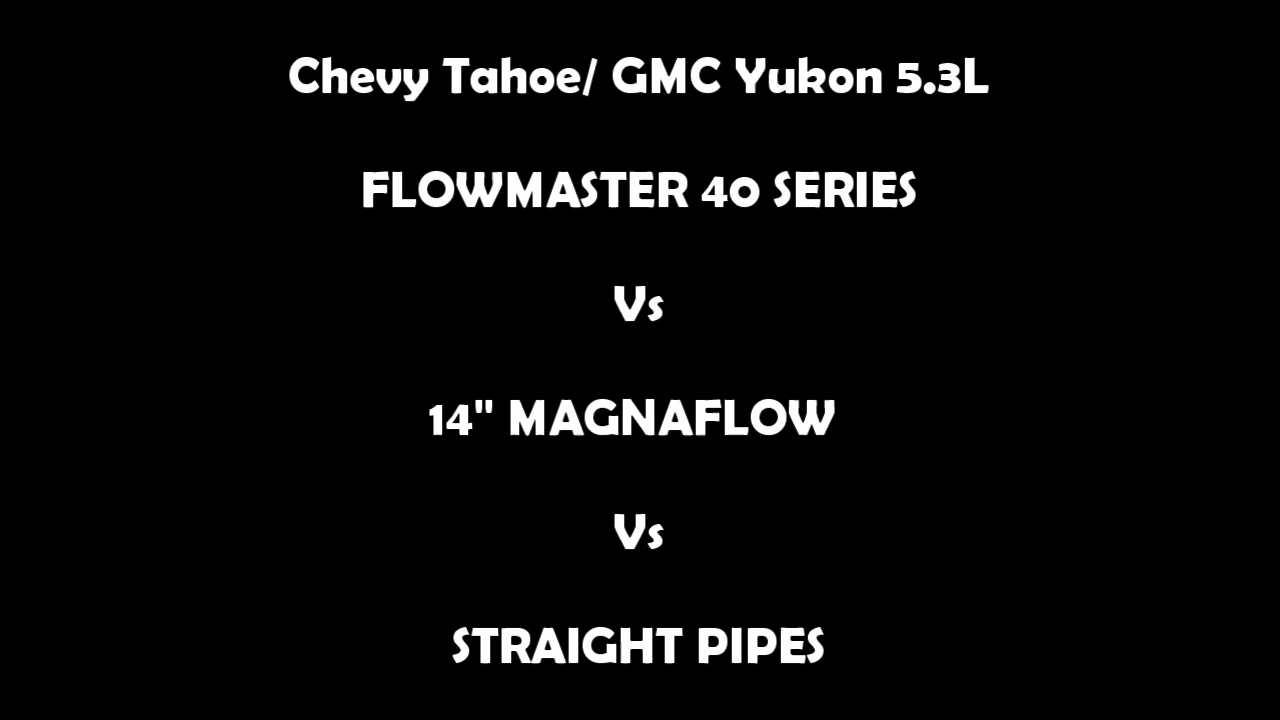 Chevy Tahoe/ GMC Yukon 5.3L
FLOWMASTER 40 SERIES
Vs
14" MAGNAFLOW
Vs
STRAIGHT PIPES